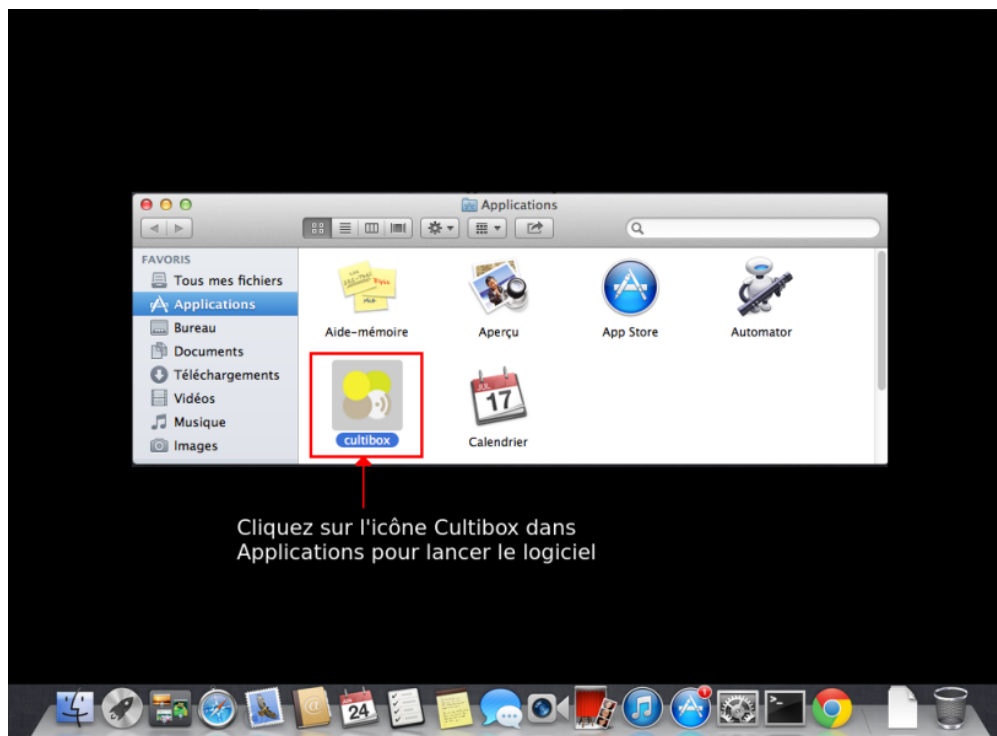 Applications
FAVORIS
Tous mes fichiers
Applications
Bureau
Documents
Téléchargements
Vidéos
Musique
Images
Aide-mémoire
Aperçu
App Store
Automator
JUL
17
cultibox
Calendrier
Cliquez sur l'icône Cultibox dans
Applications pour lancer le logiciel
24